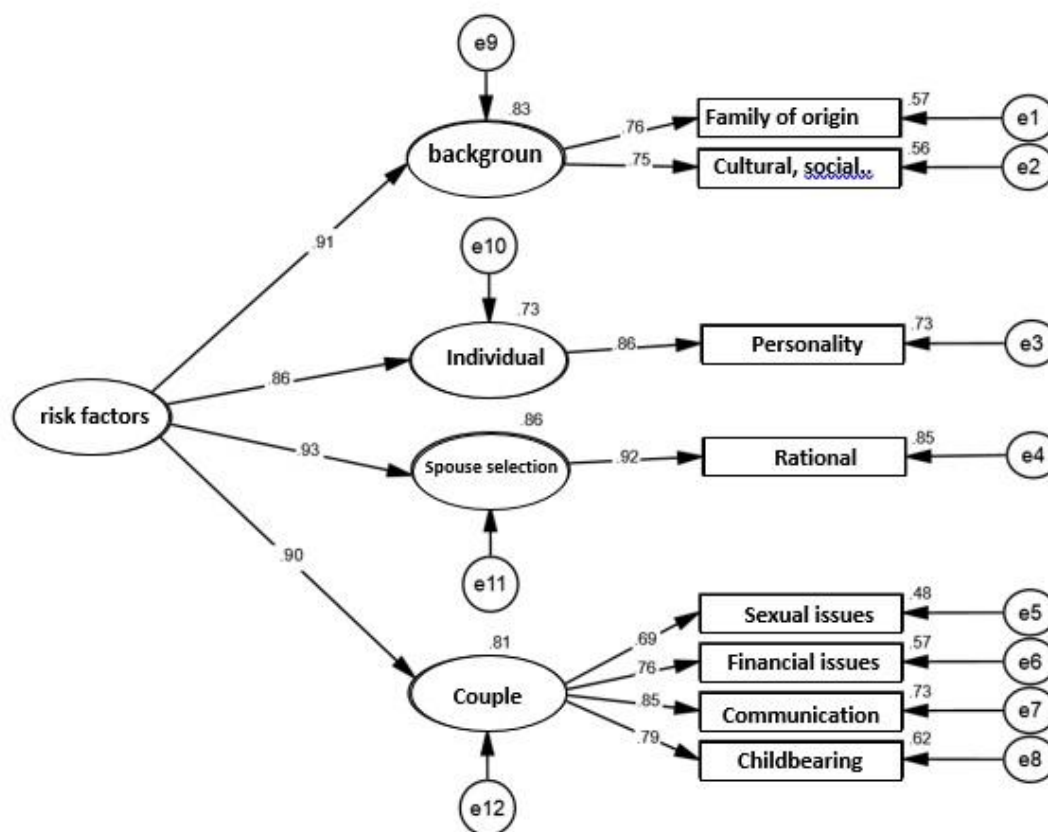 e9
.83
backgroun
.76
Family of origin
.57
e1
.75
Cultural, social..
.56
e2
.91
e10
.73
Individual
.86
Personality
.73
e3
.86
risk factors
.93
.86
Spouse selection
.92
Rational
.85
e4
e11
.90
.81
Couple
.69
Sexual issues
.48
e5
.76
Financial issues
.57
e6
.85
Communication
.73
e7
.79
Childbearing
.62
e8
e12